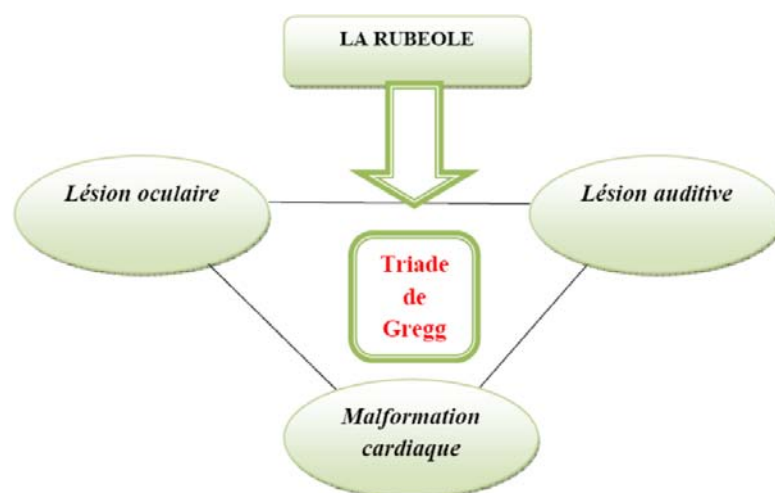 LA RUBEOLE
Lésion oculaire
Lésion auditive
Triade
de
Gregg
Malformation
cardiaque